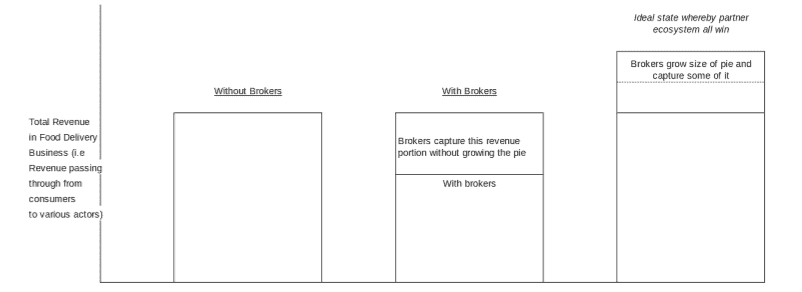 Ideal state whereby partner
ecosystem all win
Brokers grow size of pie and
capture some of it
Without Brokers
With Brokers
Total Revenue
in Food Delivery
Business (i.e
Revenue passing
through from
consumers
to various actors)
Brokers capture this revenue
portion without growing the pie
With brokers